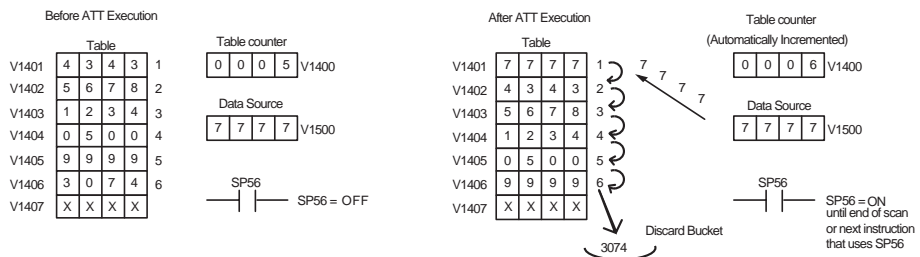 Before ATT Execution
Table
V1401 4 3 4 3 1
V1402 5 6 7 8 2
V1403 1 2 3 4 3
V1404 0 5 0 0 4
V1405 9 9 9 9 5
V1406 3 0 7 4 6
V1407 X X X X
Table counter
0 0 0 5 V1400
Data Source
7 7 7 7 V1500
SP56
SP56 = OFF
After ATT Execution
Table
V1401 7 7 7 7 1
V1402 4 3 4 3 2
V1403 5 6 7 8 3
V1404 1 2 3 4 4
V1405 0 5 0 0 5
V1406 9 9 9 9 6
V1407 X X X X
7 7 7 7
Discard Bucket
3074
Table counter
(Automatically Incremented)
0 0 0 6 V1400
Data Source
7 7 7 7 V1500
SP56
SP56 = ON
until end of scan
or next instruction
that uses SP56